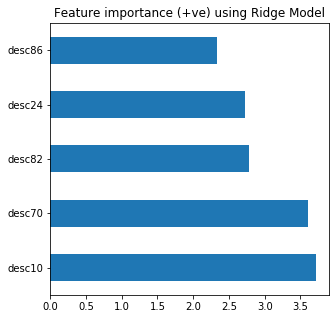 Feature importance (+ve) using Ridge Model
desc86
desc24
desc82
desc70
desc10
0.0 0.5 1.0 1.5 2.0 2.5 3.0 3.5